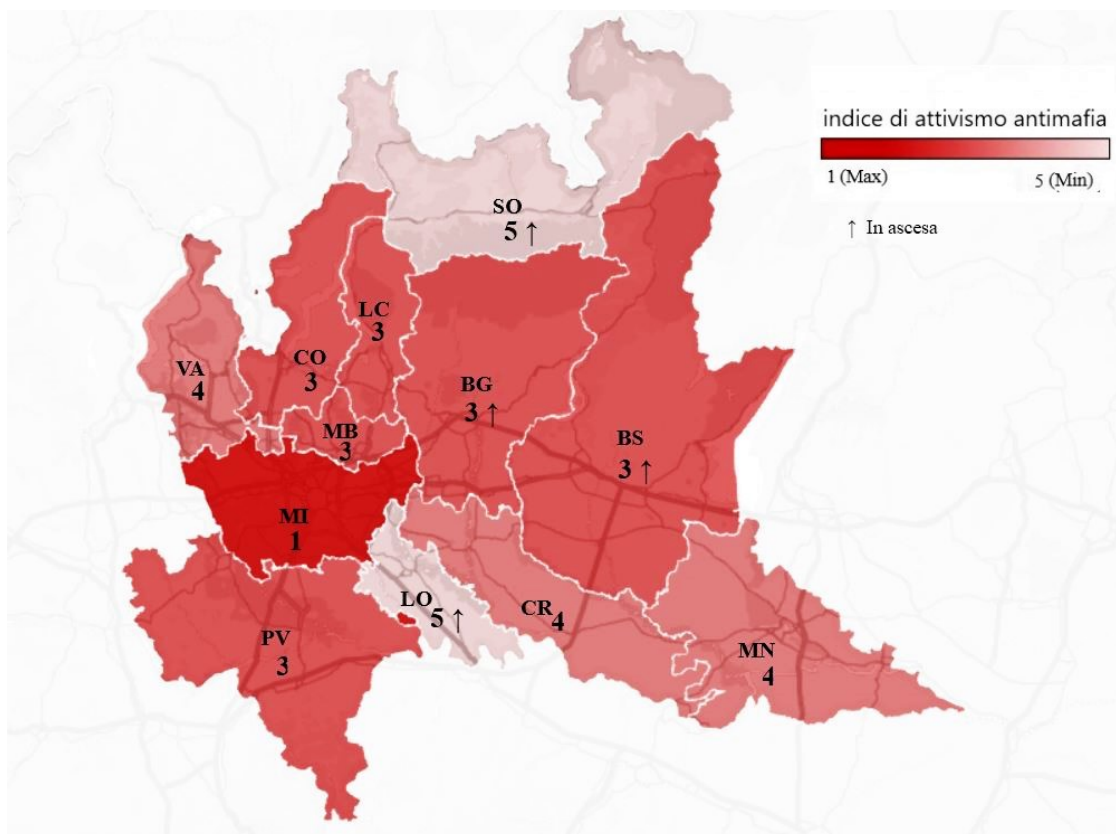 indice di attivismo antimafia
1 (Max)
5 (Min)
↑ In ascesa
SO
5 ↑
LC
3
VA
4
CO
3
BG
3 ↑
MB
3
BS
3 ↑
MI
1
LO
5 ↑
CR
4
PV
3
MN
4